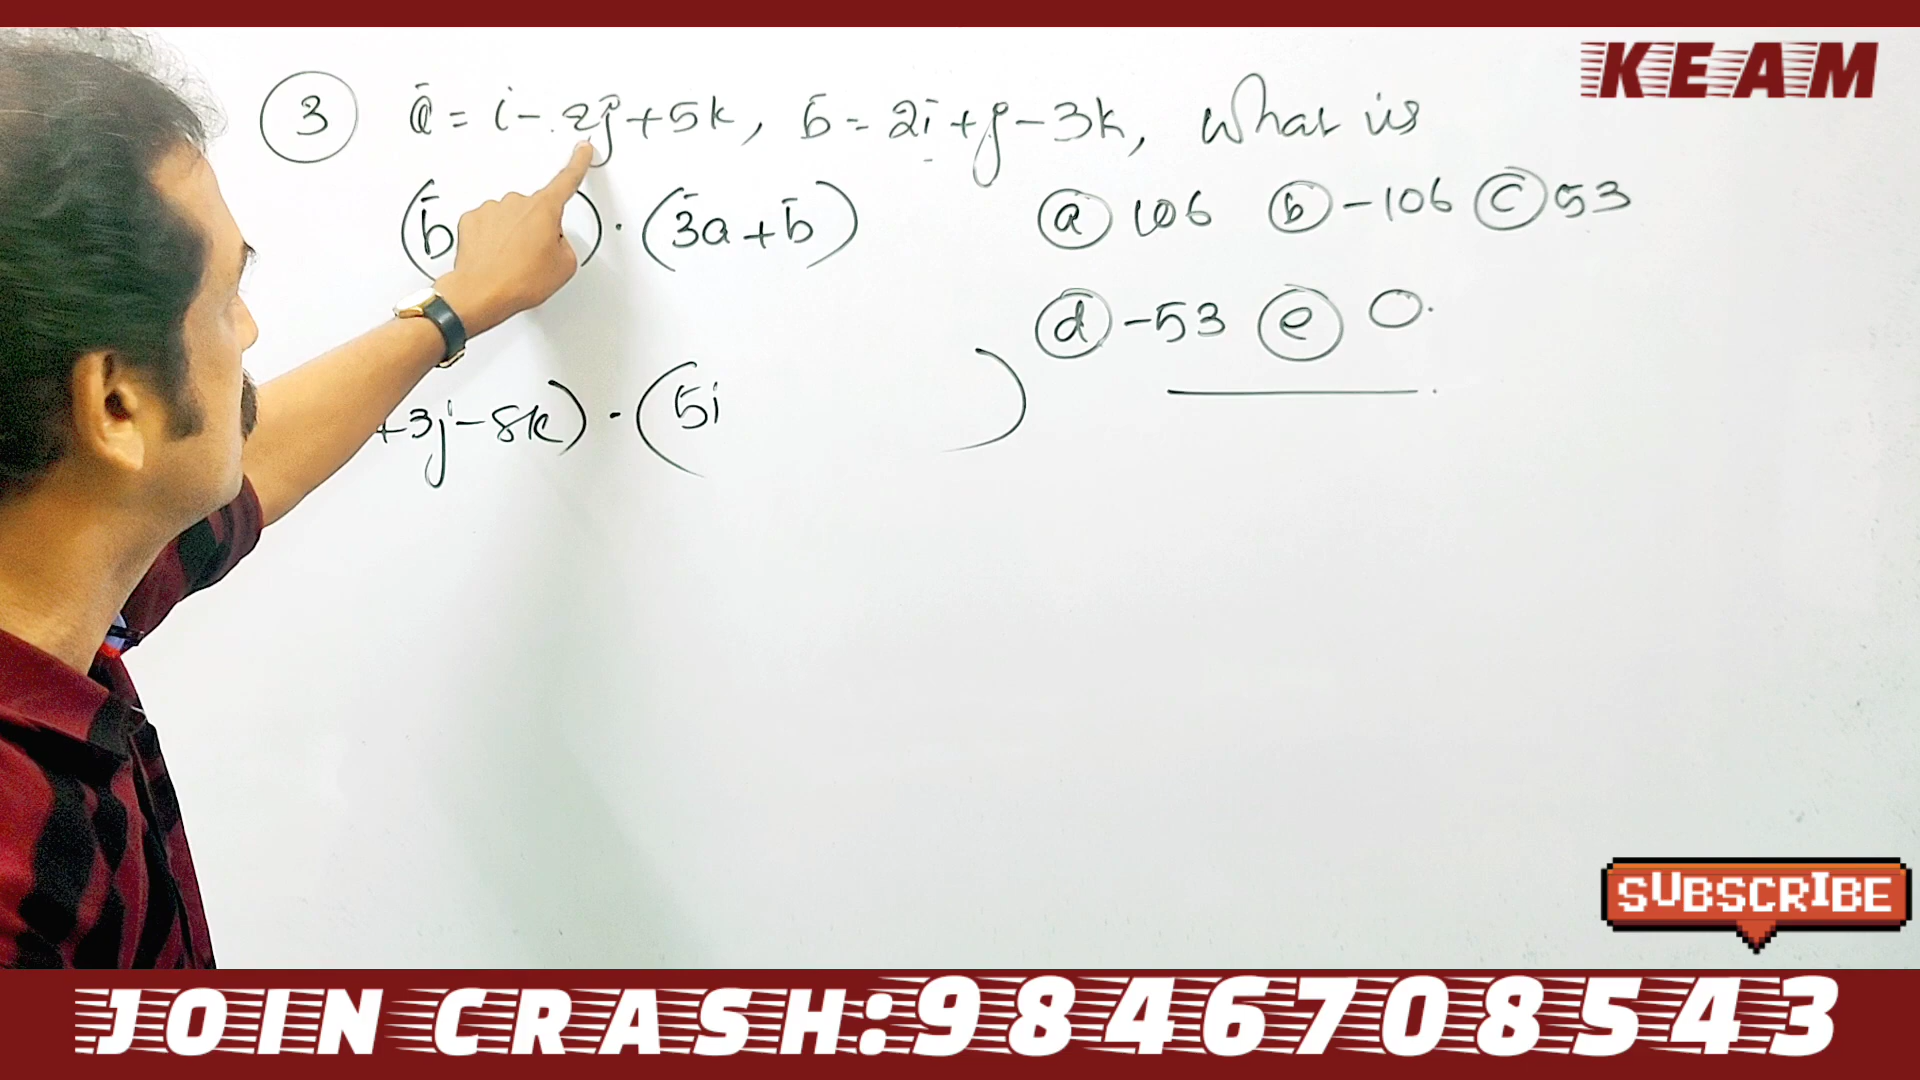 KEAM
3 ā = i - 2j + 5k, b̄ = 2i + j - 3k, What is
(b̄ ) · (3ā + b̄) a 106 b -106 c 53
d -53 e 0.
+3j - 8k) · (5i )
SUBSCRIBE
JOIN CRASH:9846708543